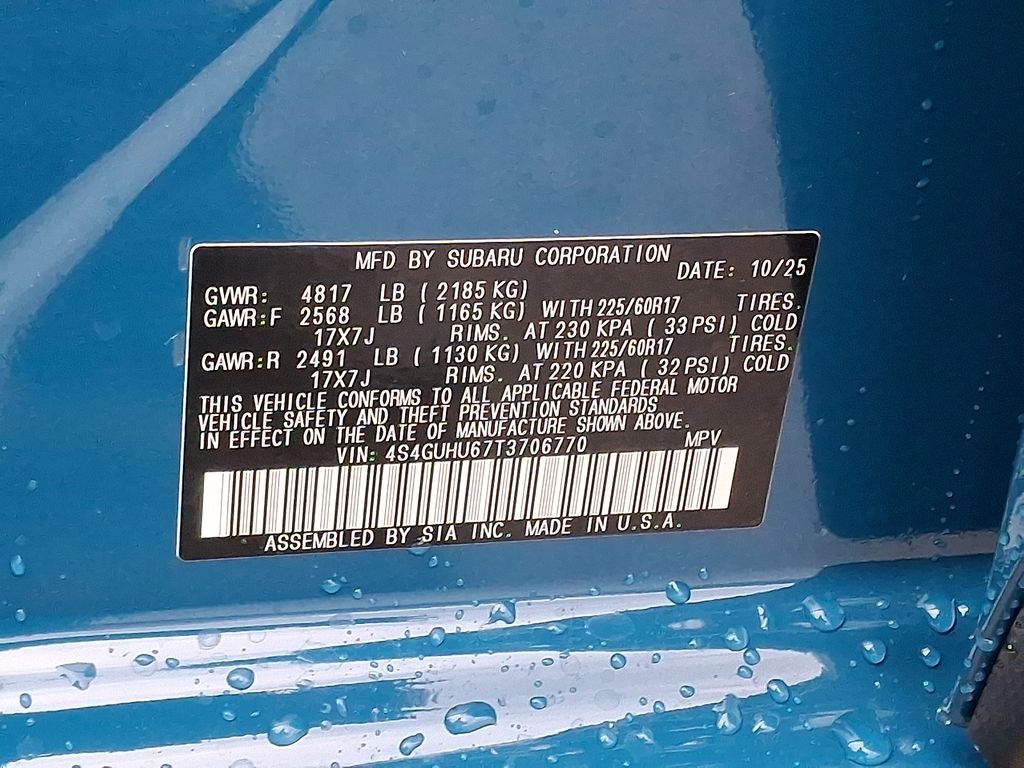 MFD BY SUBARU CORPORATION
DATE: 10/25
GVWR: 4817 LB ( 2185 KG)
GAWR:F 2568 LB ( 1165 KG) WITH 225/60R17 TIRES.
17X7J RIMS. AT 230 KPA ( 33 PSI) COLD
GAWR:R 2491 LB ( 1130 KG) WITH 225/60R17 TIRES.
17X7J RIMS. AT 220 KPA ( 32 PSI) COLD
THIS VEHICLE CONFORMS TO ALL APPLICABLE FEDERAL MOTOR
VEHICLE SAFETY AND THEFT PREVENTION STANDARDS
IN EFFECT ON THE DATE OF MANUFACTURE SHOWN ABOVE.
VIN: 4S4GUHU67T3706770 MPV
ASSEMBLED BY SIA INC. MADE IN U.S.A.